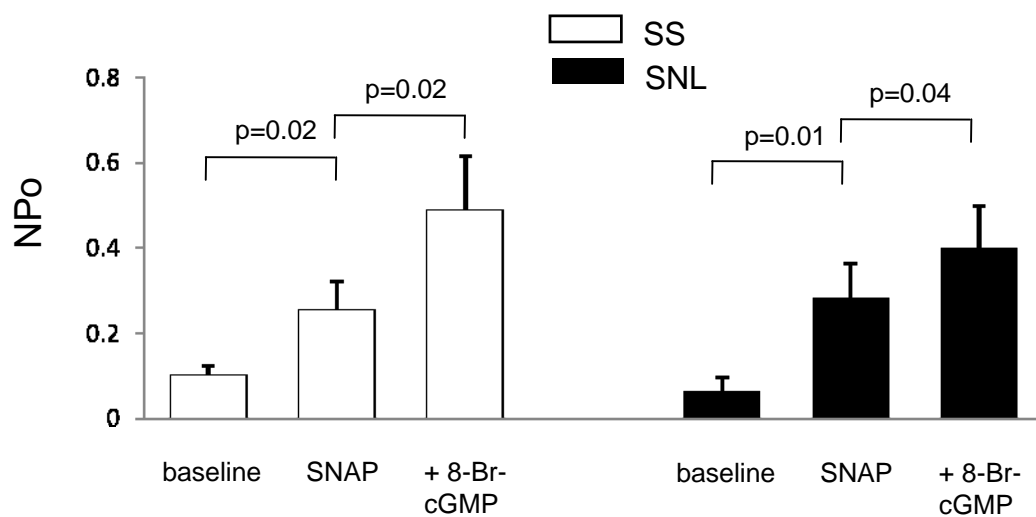 SS
SNL
NPo
0.8
0.6
0.4
0.2
0
p=0.02
p=0.02
p=0.01
p=0.04
baseline
SNAP
+ 8-Br-
cGMP
baseline
SNAP
+ 8-Br-
cGMP